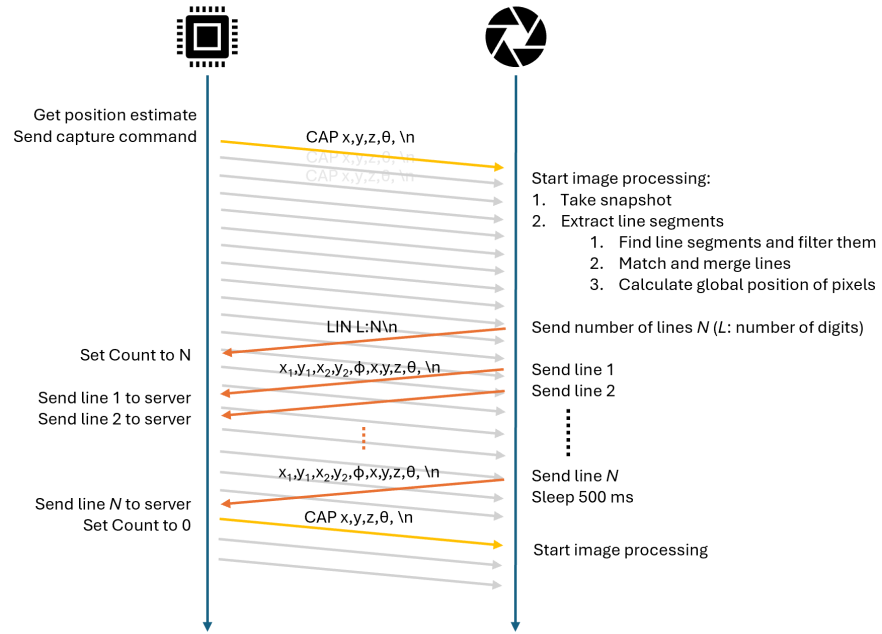 Get position estimate
Send capture command
CAP x,y,z,θ, \n
CAP x,y,z,θ, \n
CAP x,y,z,θ, \n
Start image processing:
1. Take snapshot
2. Extract line segments
1. Find line segments and filter them
2. Match and merge lines
3. Calculate global position of pixels
LIN L:N\n
Send number of lines N (L: number of digits)
Set Count to N
x₁,y₁,x₂,y₂,ϕ,x,y,z,θ, \n
Send line 1
Send line 2
Send line 1 to server
Send line 2 to server
x₁,y₁,x₂,y₂,ϕ,x,y,z,θ, \n
Send line N
Sleep 500 ms
Send line N to server
Set Count to 0
CAP x,y,z,θ, \n
Start image processing